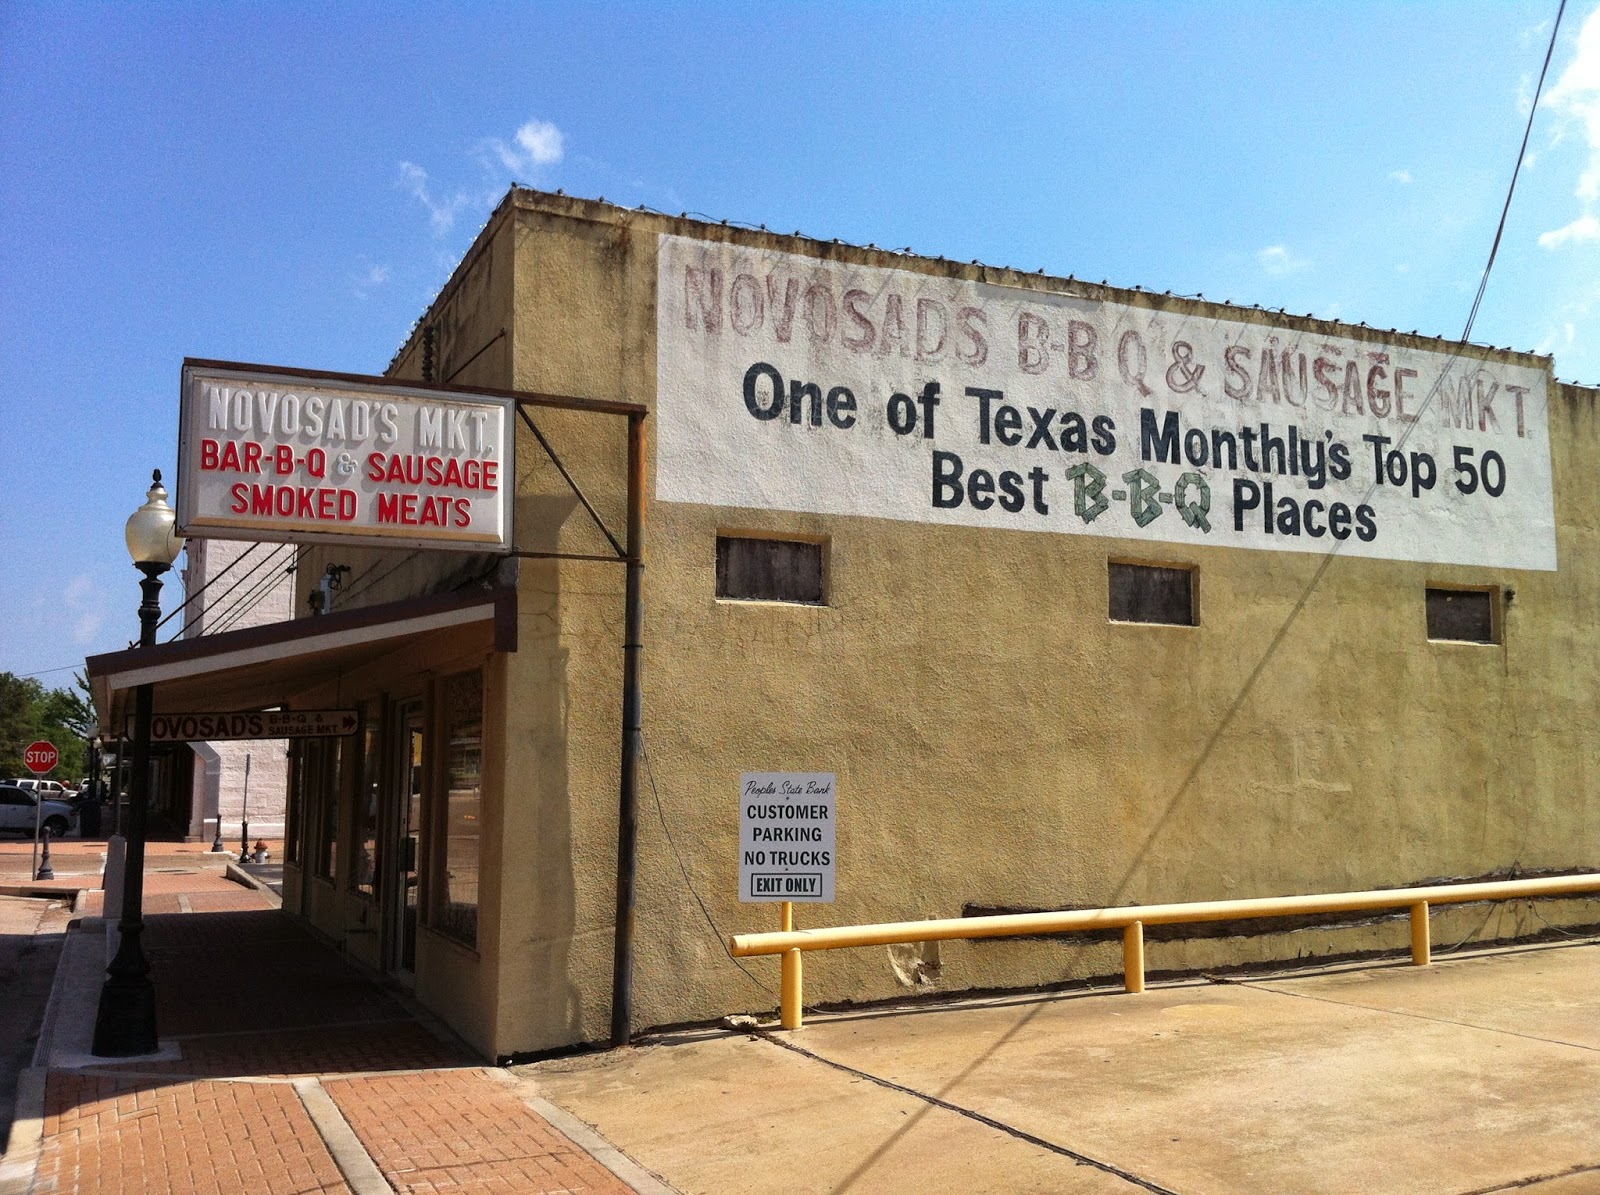 NOVOSAD'S MKT.
BAR-B-Q & SAUSAGE
SMOKED MEATS
NOVOSAD'S B-B Q & SAUSAGE MKT.
One of Texas Monthly's Top 50
Best B-B-Q Places
NOVOSAD'S B-B-Q &
SAUSAGE MKT
STOP
Peoples State Bank
CUSTOMER
PARKING
NO TRUCKS
EXIT ONLY